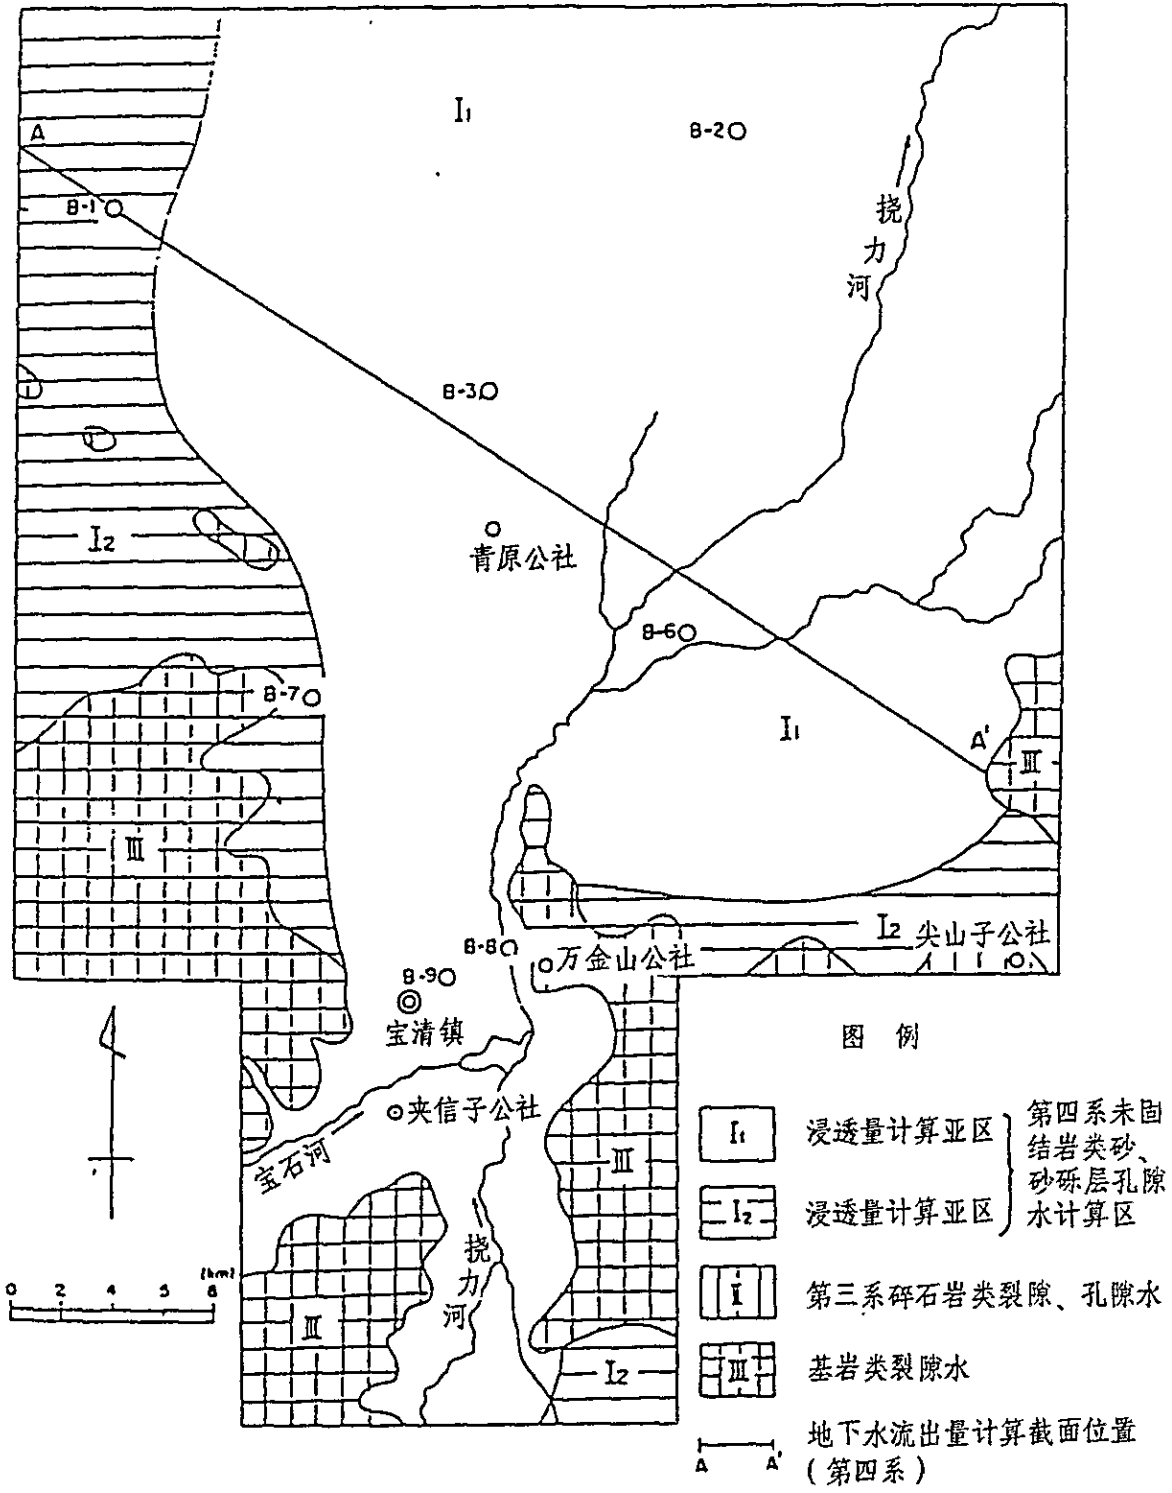 I1
B-2
A
B-1
挠
力
河
B-3
I2
青原公社
B-6
B-7
I1
A'
III
III
I2
尖山子公社
B-8
万金山公社
B-9
宝清镇
夹信子公社
宝石河
III
挠
力
河
III
I2
0 2 4 5 8 (km)
图 例
I1
浸透量计算亚区
I2
浸透量计算亚区
第四系未固
结岩类砂、
砂砾层孔隙
水计算区
II
第三系碎石岩类裂隙、孔隙水
III
基岩类裂隙水
A A'
地下水流出量计算截面位置
(第四系)